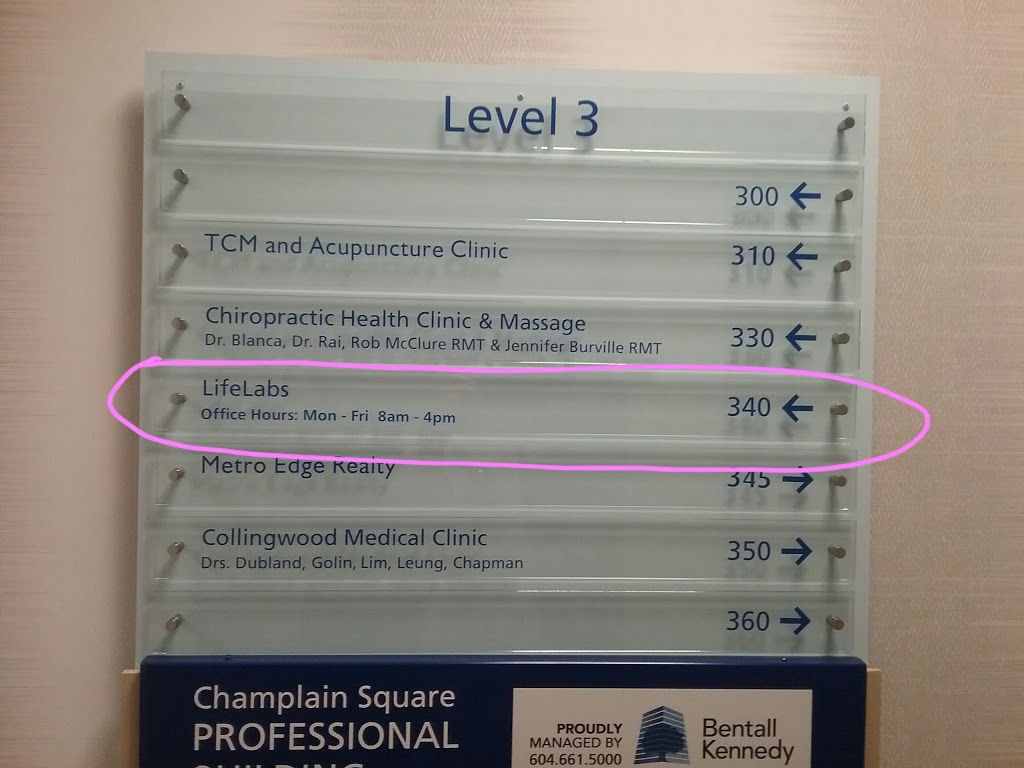 Level 3
300 ←
TCM and Acupuncture Clinic 310 ←
Chiropractic Health Clinic & Massage 330 ←
Dr. Blanca, Dr. Rai, Rob McClure RMT & Jennifer Burville RMT
LifeLabs 340 ←
Office Hours: Mon - Fri 8am - 4pm
Metro Edge Realty 345 →
Collingwood Medical Clinic 350 →
Drs. Dubland, Golin, Lim, Leung, Chapman
360 →
Champlain Square
PROFESSIONAL
BUILDING
PROUDLY
MANAGED BY
604.661.5000
Bentall
Kennedy